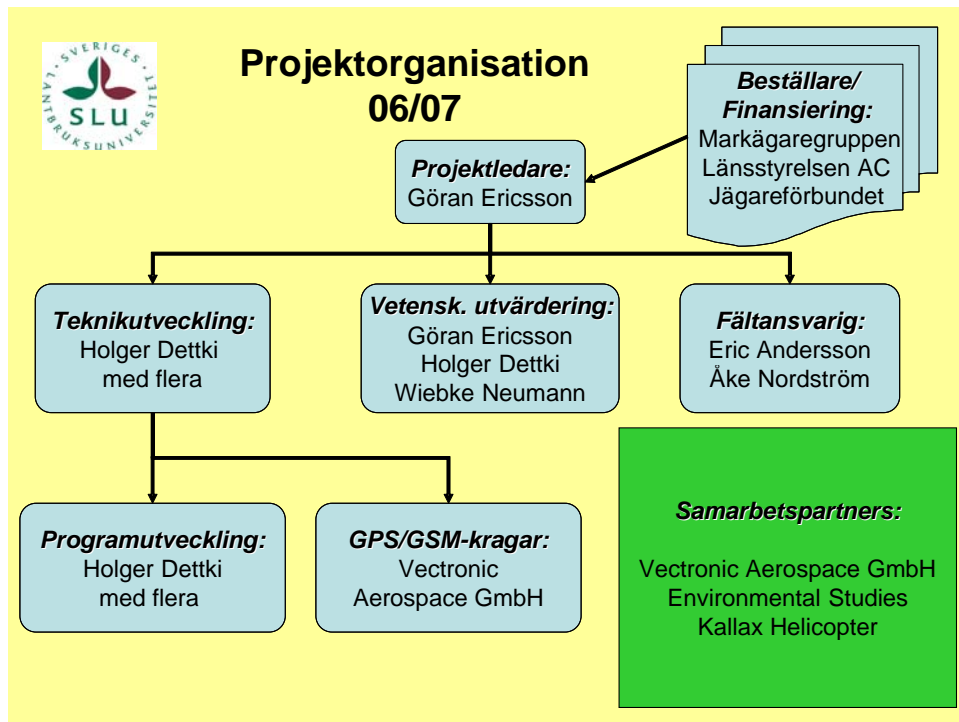 SVERIGES
LANTBRUKSUNIVERSITET
SLU
Projektorganisation
06/07
Beställare/
Finansiering:
Markägaregruppen
Länsstyrelsen AC
Jägareförbundet
Projektledare:
Göran Ericsson
Teknikutveckling:
Holger Dettki
med flera
Vetensk. utvärdering:
Göran Ericsson
Holger Dettki
Wiebke Neumann
Fältansvarig:
Eric Andersson
Åke Nordström
Programutveckling:
Holger Dettki
med flera
GPS/GSM-kragar:
Vectronic
Aerospace GmbH
Samarbetspartners:
Vectronic Aerospace GmbH
Environmental Studies
Kallax Helicopter